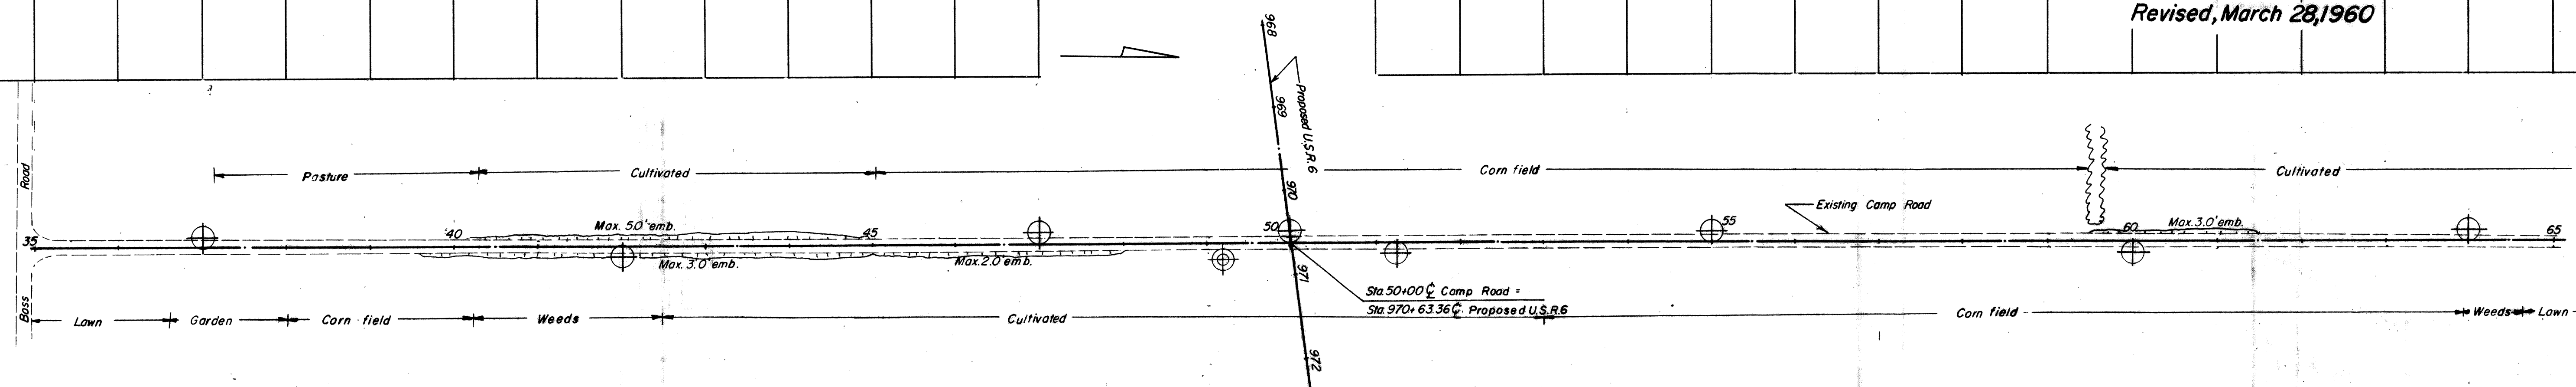 Revised, March 28, 1960
968
Proposed U.S.R.6
969
970
Road
Pasture
Cultivated
Corn field
Cultivated
Existing Camp Road
35
40
Max. 5.0' emb.
45
50
55
60
Max. 3.0' emb.
65
Max. 3.0' emb.
Max. 2.0' emb.
971
Sta. 50+00 ℄ Camp Road =
Sta. 970+63.36 ℄ Proposed U.S.R.6
Bass
Lawn
Garden
Corn field
Weeds
Cultivated
Corn field
Weeds
Lawn
972